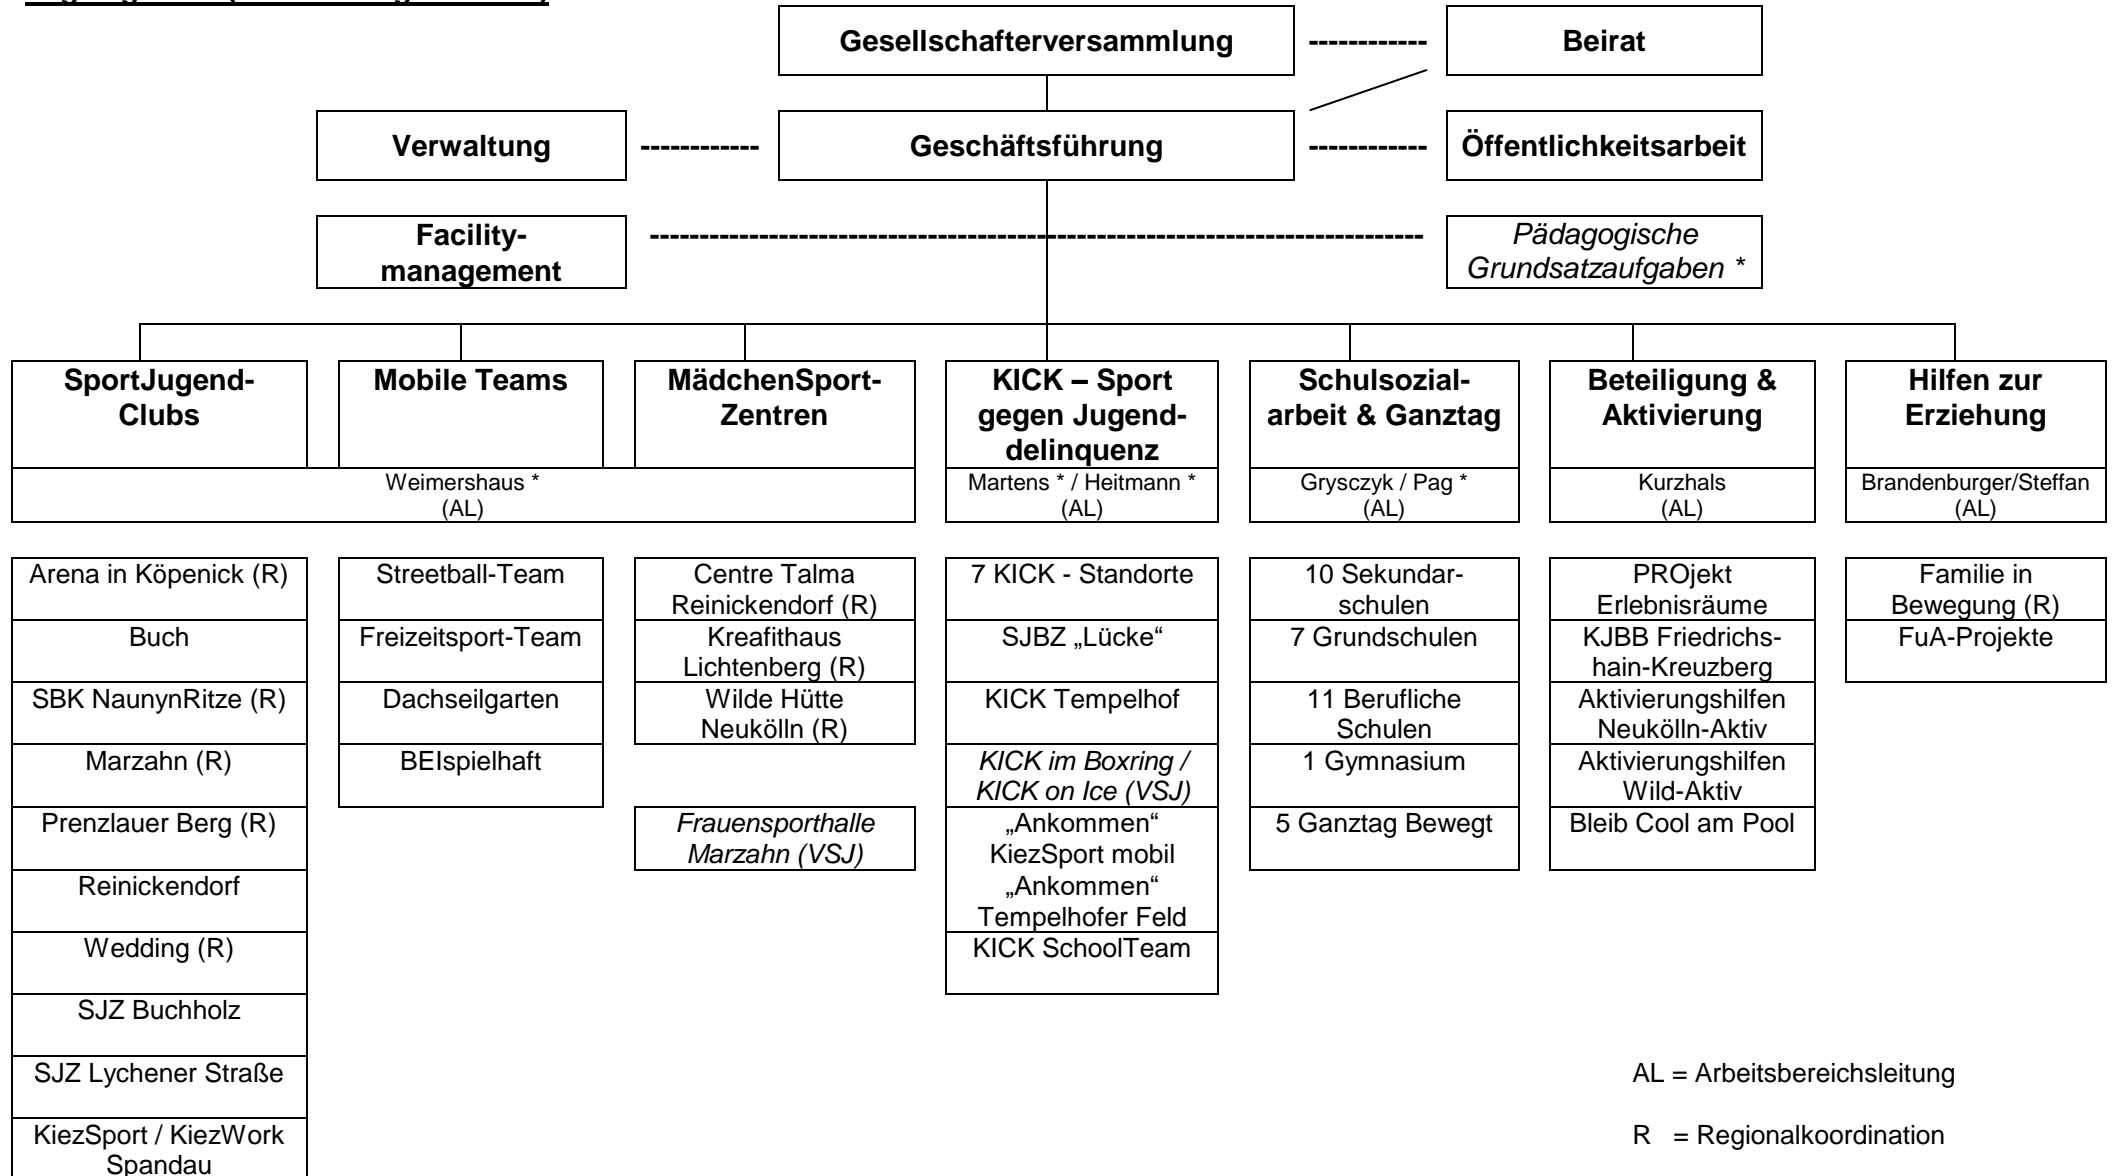 Gesellschafterversammlung
Beirat
Verwaltung
Geschäftsführung
Öffentlichkeitsarbeit
Facility-
management
Pädagogische
Grundsatzaufgaben *
SportJugend-
Clubs
Mobile Teams
MädchenSport-
Zentren
KICK – Sport
gegen Jugend-
delinquenz
Schulsozial-
arbeit & Ganztag
Beteiligung &
Aktivierung
Hilfen zur
Erziehung
Weimershaus *
(AL)
Martens * / Heitmann *
(AL)
Grysczyk / Pag *
(AL)
Kurzhals
(AL)
Brandenburger/Steffan
(AL)
Arena in Köpenick (R)
Buch
SBK NaunynRitze (R)
Marzahn (R)
Prenzlauer Berg (R)
Reinickendorf
Wedding (R)
SJZ Buchholz
SJZ Lychener Straße
KiezSport / KiezWork
Spandau
Streetball-Team
Freizeitsport-Team
Dachseilgarten
BEIspielhaft
Centre Talma
Reinickendorf (R)
Kreafithaus
Lichtenberg (R)
Wilde Hütte
Neukölln (R)
Frauensporthalle
Marzahn (VSJ)
7 KICK - Standorte
SJBZ „Lücke“
KICK Tempelhof
KICK im Boxring /
KICK on Ice (VSJ)
„Ankommen“
KiezSport mobil
„Ankommen“
Tempelhofer Feld
KICK SchoolTeam
10 Sekundar-
schulen
7 Grundschulen
11 Berufliche
Schulen
1 Gymnasium
5 Ganztag Bewegt
PROjekt
Erlebnisräume
KJBB Friedrichs-
hain-Kreuzberg
Aktivierungshilfen
Neukölln-Aktiv
Aktivierungshilfen
Wild-Aktiv
Bleib Cool am Pool
Familie in
Bewegung (R)
FuA-Projekte
AL = Arbeitsbereichsleitung
R = Regionalkoordination